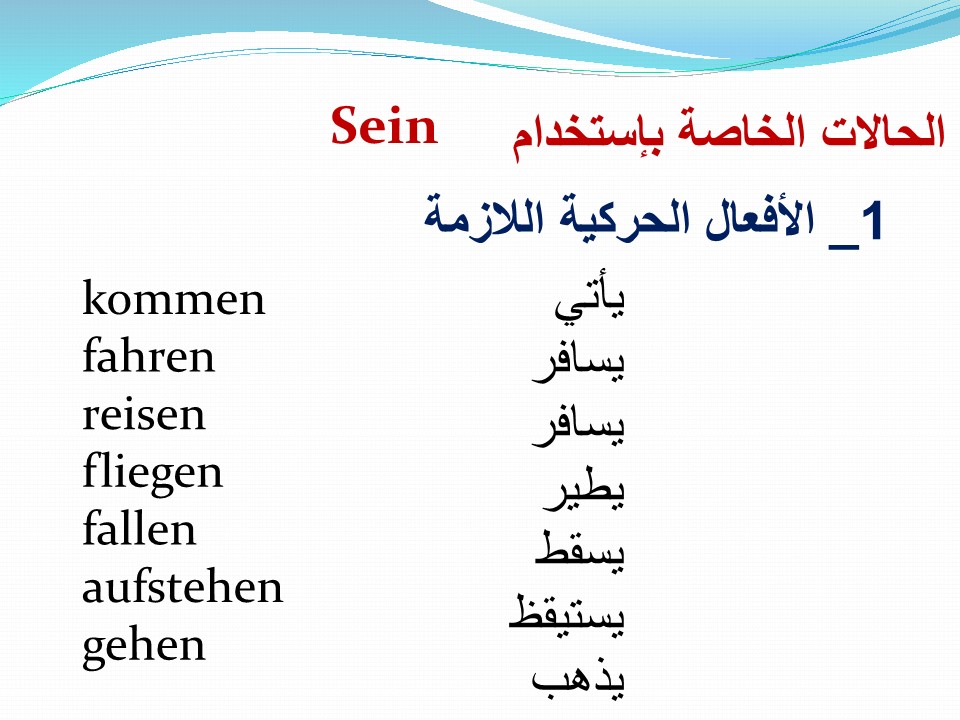 الحالات الخاصة بإستخدام Sein
1_ الأفعال الحركية اللازمة
kommen يأتي
fahren يسافر
reisen يسافر
fliegen يطير
fallen يسقط
aufstehen يستيقظ
gehen يذهب